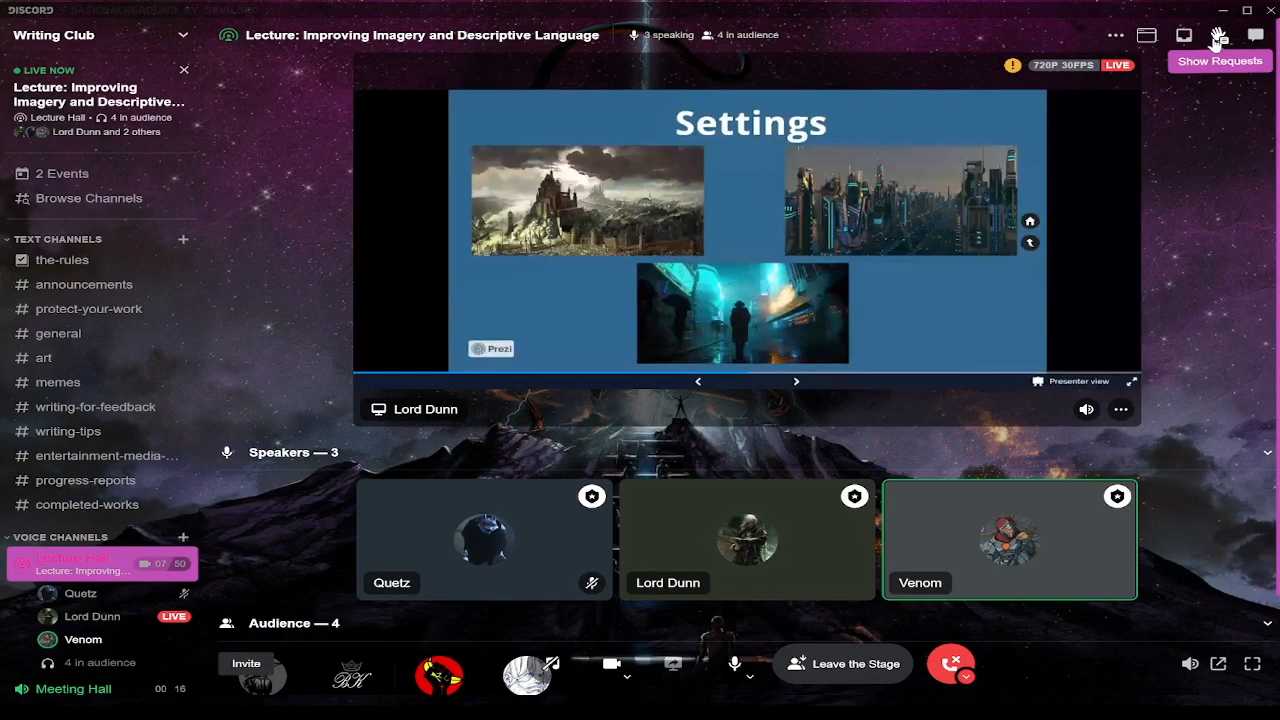 DISCORD
Writing Club
Lecture: Improving Imagery and Descriptive Language
3 speaking
4 in audience
Show Requests
LIVE NOW
Lecture: Improving
Imagery and Descriptive...
Lecture Hall • 4 in audience
Lord Dunn and 2 others
2 Events
Browse Channels
TEXT CHANNELS
the-rules
announcements
protect-your-work
general
art
memes
writing-for-feedback
writing-tips
entertainment-media-...
progress-reports
completed-works
VOICE CHANNELS
Lecture Hall
Lecture: Improving...
07 50
Quetz
Lord Dunn
LIVE
Venom
4 in audience
Meeting Hall
00 16
720P 30FPS
LIVE
Settings
Prezi
Presenter view
Lord Dunn
Speakers — 3
Quetz
Lord Dunn
Venom
Audience — 4
Invite
BK
Leave the Stage